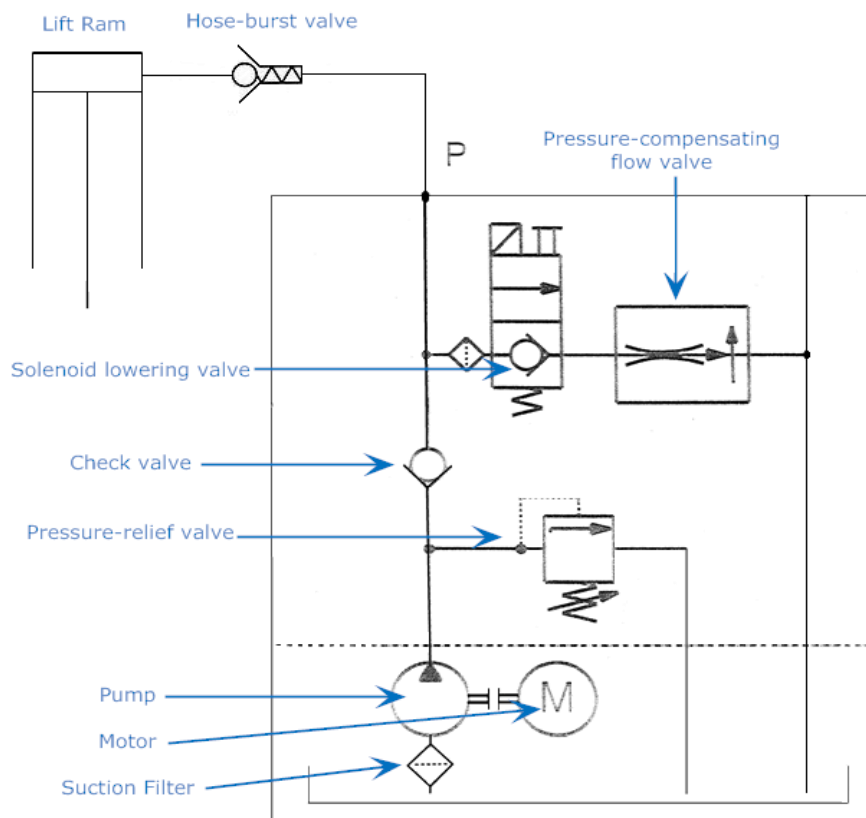 Lift Ram
Hose-burst valve
P
Pressure-compensating
flow valve
Solenoid lowering valve
Check valve
Pressure-relief valve
Pump
M
Motor
Suction Filter